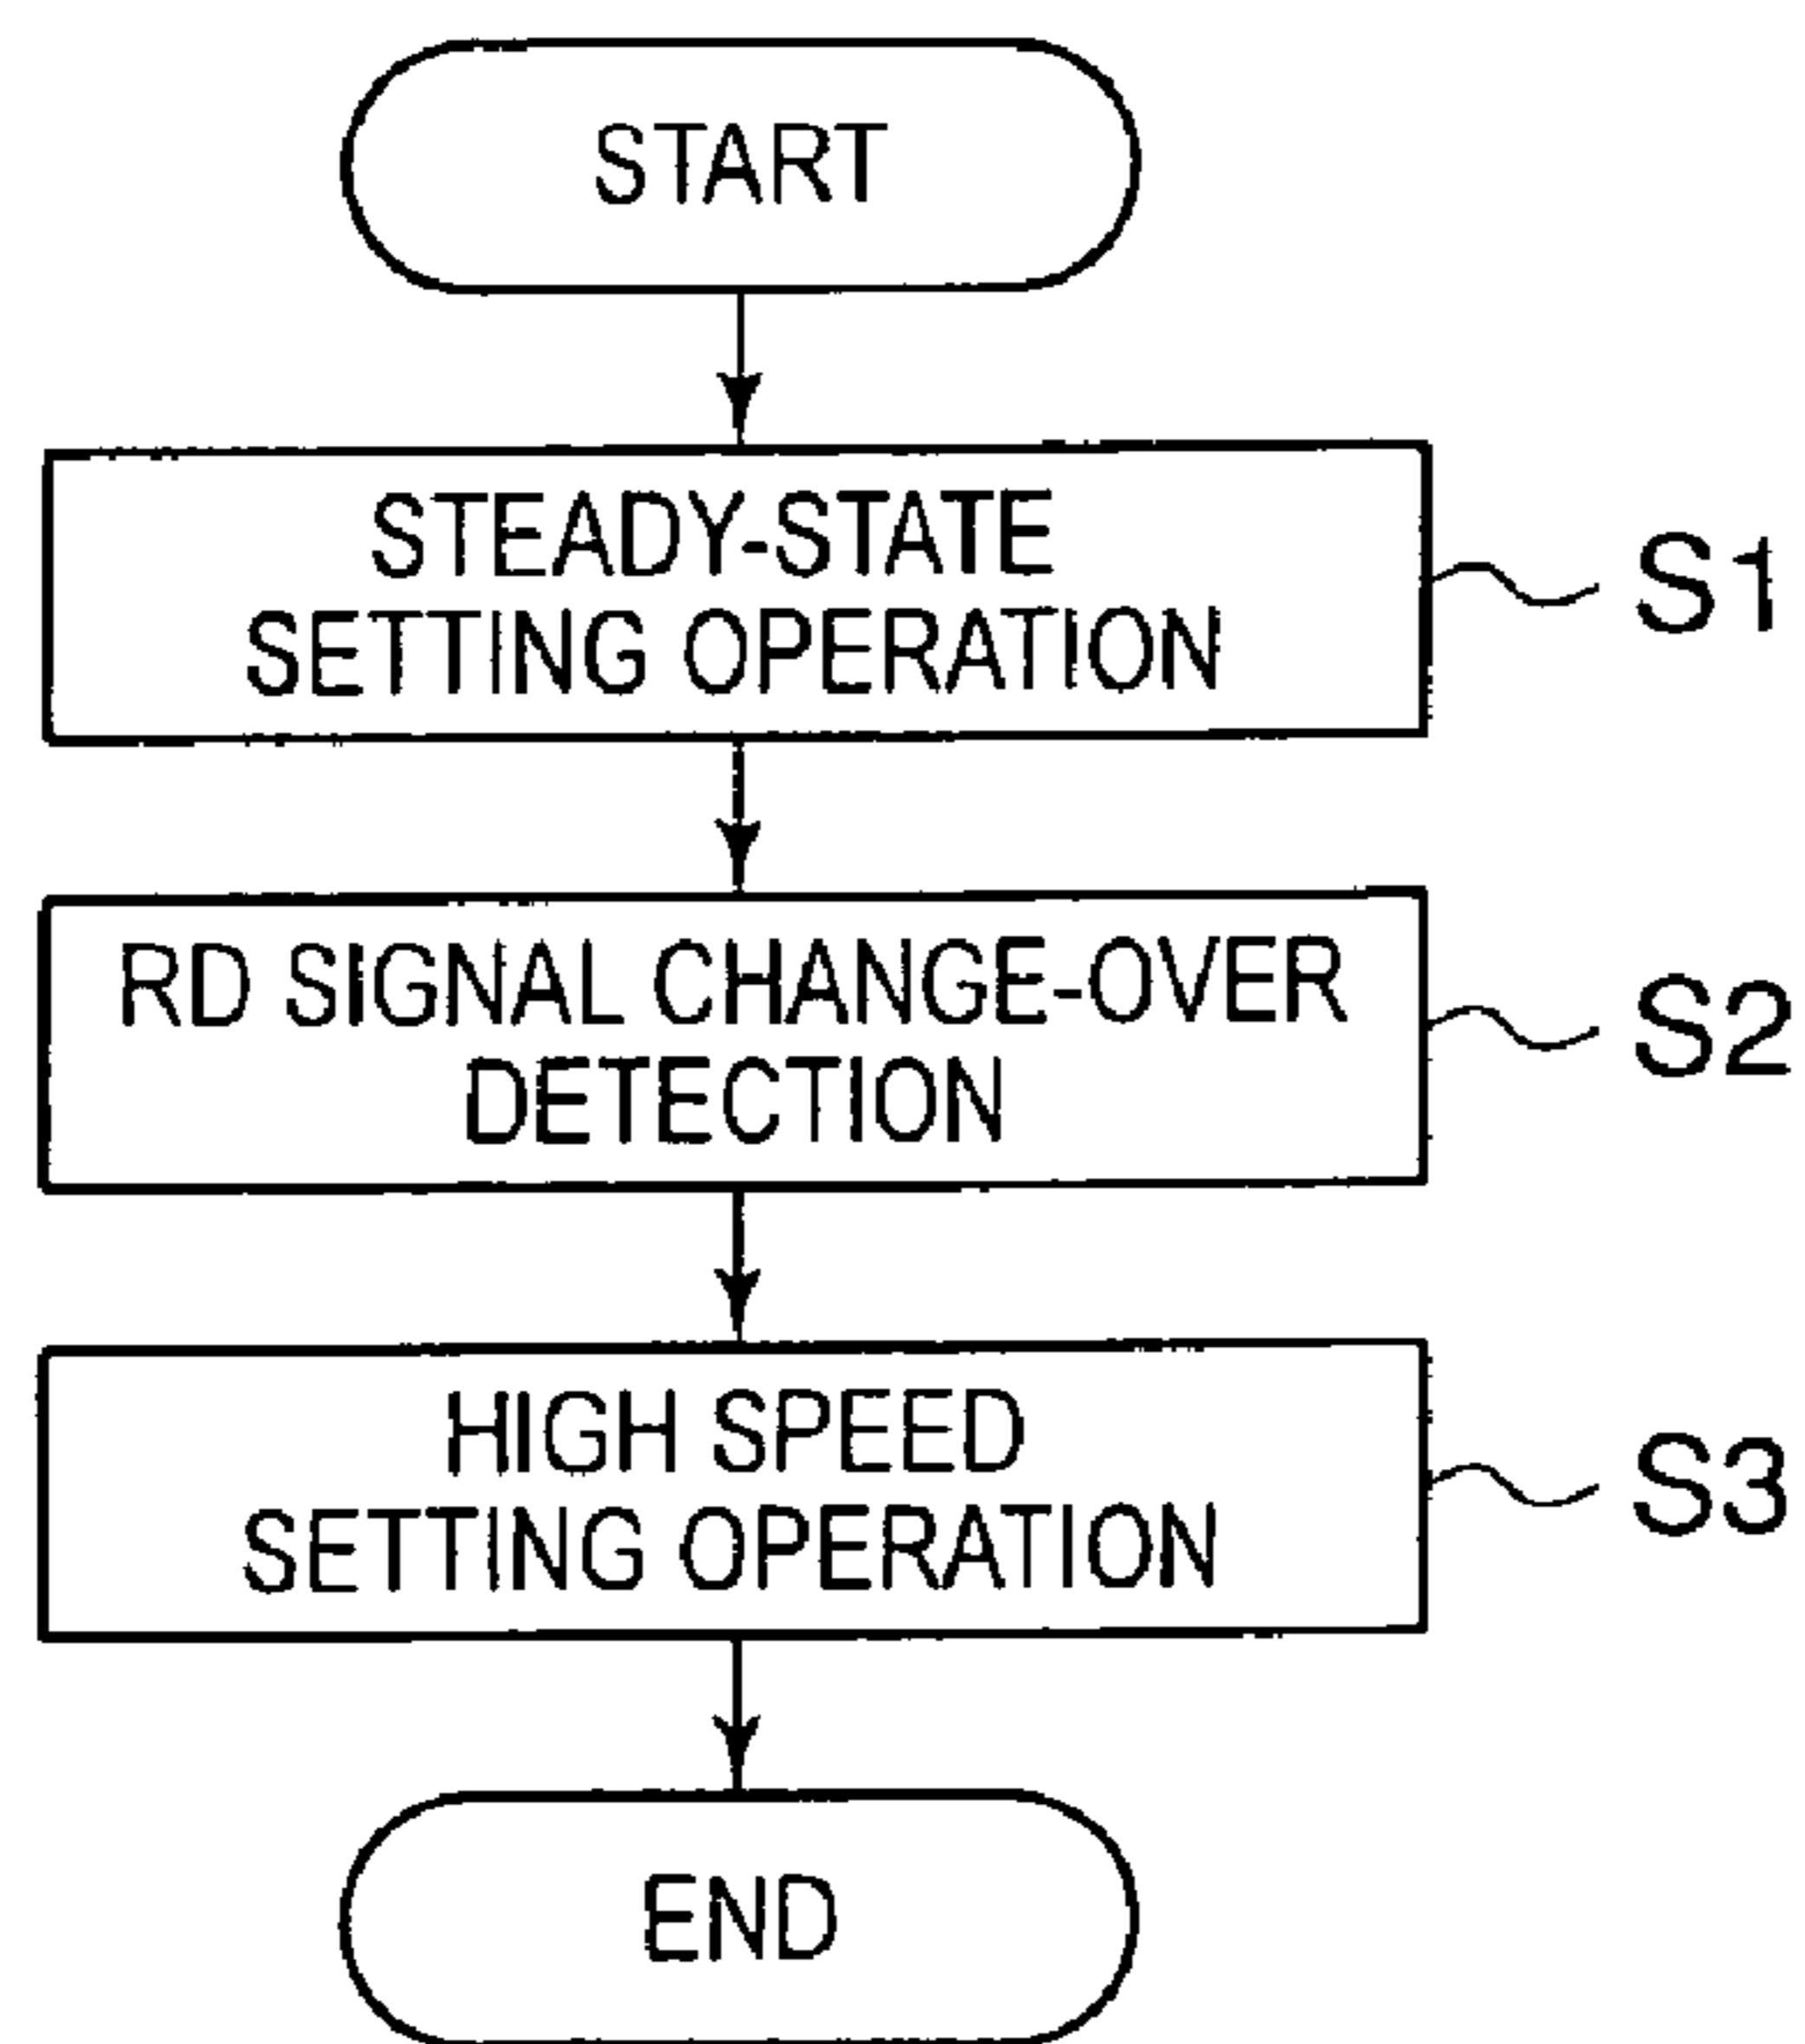 START
STEADY-STATE
SETTING OPERATION
S1
RD SIGNAL CHANGE-OVER
DETECTION
S2
HIGH SPEED
SETTING OPERATION
S3
END